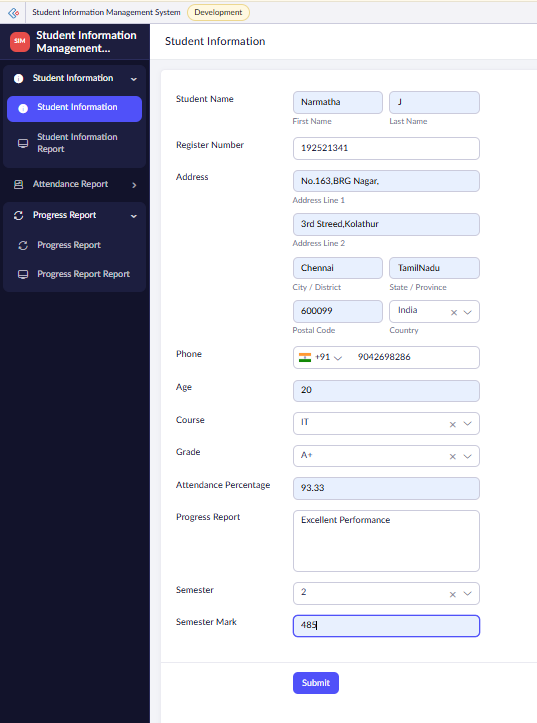 Student Information Management System Development
SIM Student Information
Management...
Student Information
Student Information
Student Information
Report
Attendance Report
Progress Report
Progress Report
Progress Report Report
Student Information
Student Name Narmatha J
First Name Last Name
Register Number 192521341
Address No.163,BRG Nagar,
Address Line 1
3rd Streed,Kolathur
Address Line 2
Chennai TamilNadu
City / District State / Province
600099 India
Postal Code Country
Phone +91 9042698286
Age 20
Course IT
Grade A+
Attendance Percentage 93.33
Progress Report Excellent Performance
Semester 2
Semester Mark 485
Submit